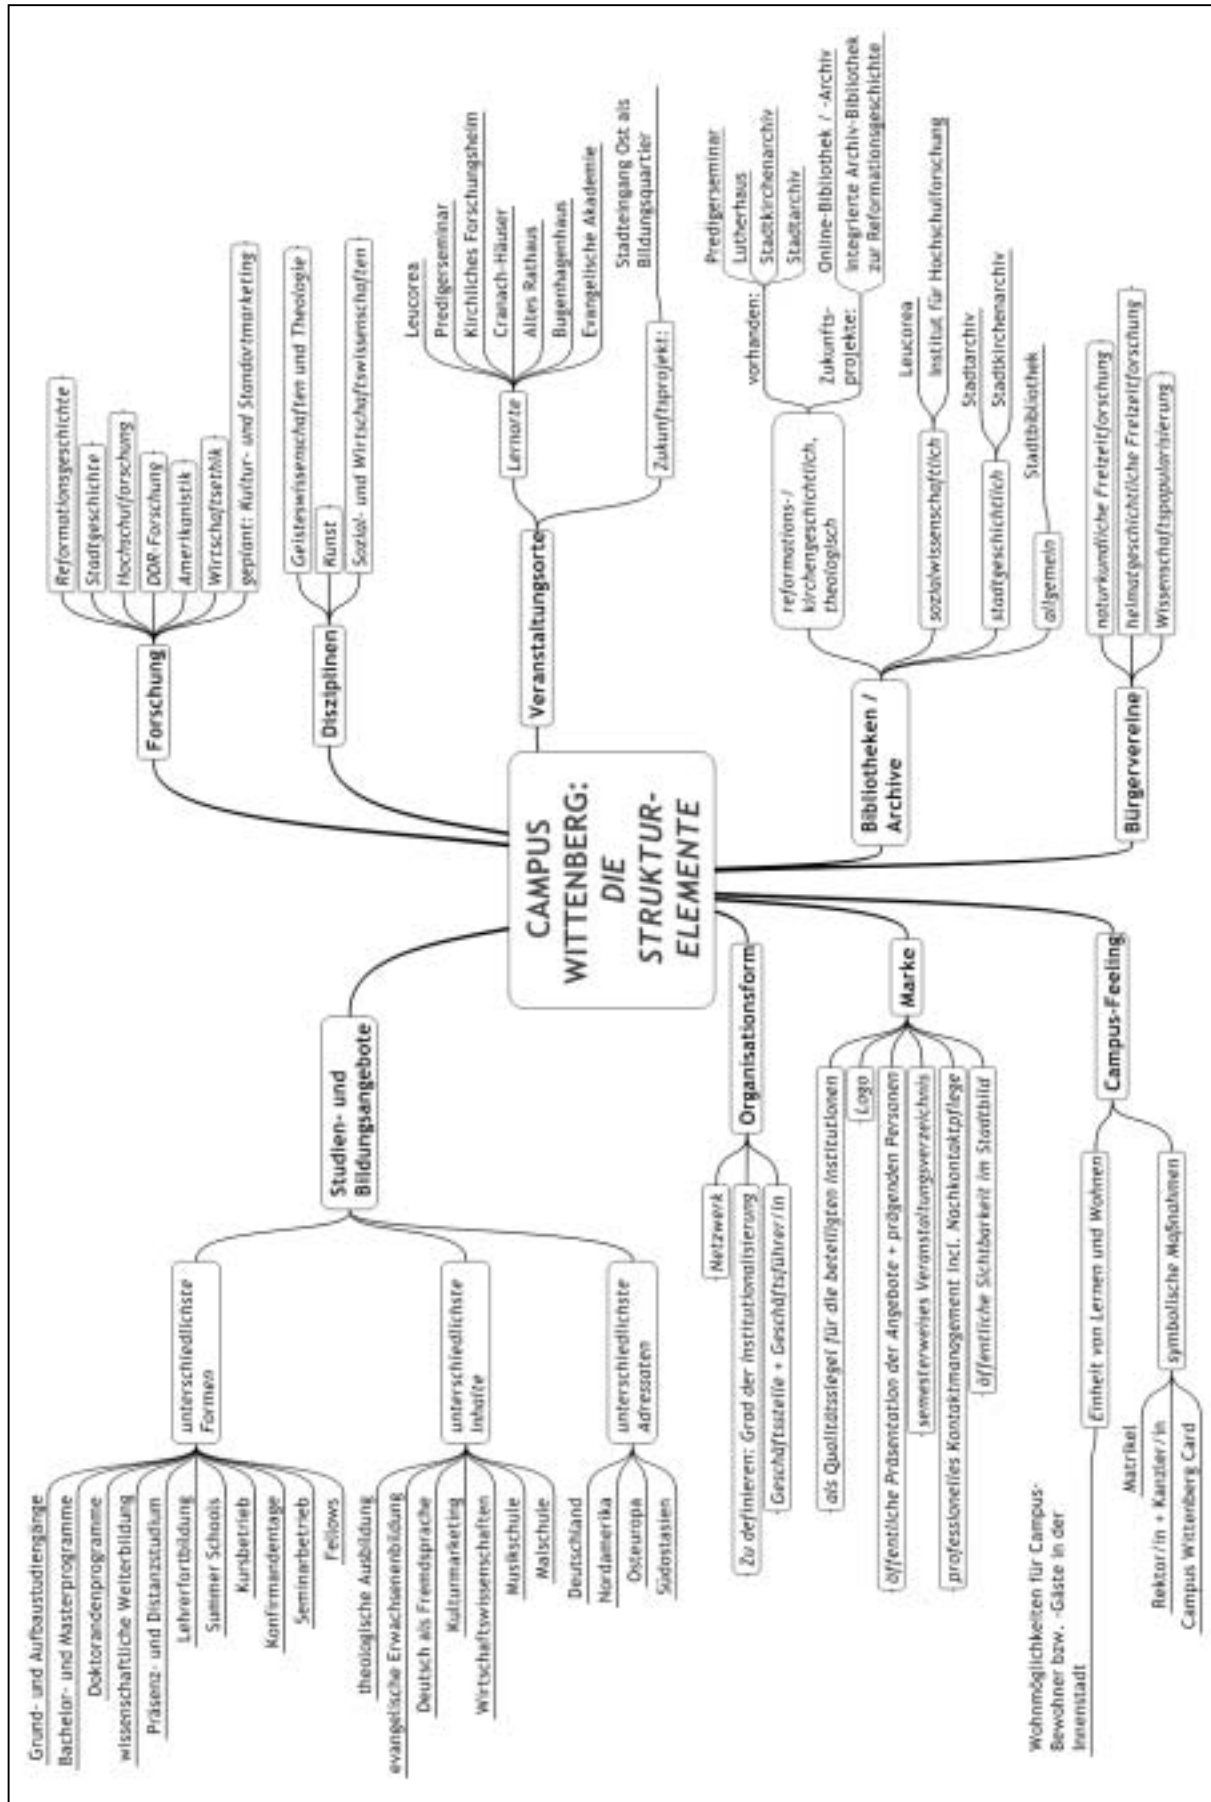 CAMPUS
WITTENBERG:
DIE
STRUKTUR-
ELEMENTE
Studien- und
Bildungsangebote
unterschiedlichste
Formen
Grund- und Aufbaustudiengänge
Bachelor- und Masterprogramme
Doktorandenprogramme
wissenschaftliche Weiterbildung
Präsenz- und Distanzstudium
Lehrerfortbildung
Summer Schools
Kursbetrieb
Konfirmandentage
Seminarbetrieb
Fellows
unterschiedlichste
Inhalte
theologische Ausbildung
evangelische Erwachsenenbildung
Deutsch als Fremdsprache
Kulturmarketing
Wirtschaftswissenschaften
Musikschule
Malschule
unterschiedlichste
Adressaten
Deutschland
Nordamerika
Osteuropa
Südostasien
Organisationsform
Netzwerk
Zu definieren: Grad der Institutionalisierung
Geschäftsstelle + Geschäftsführer/in
Marke
als Qualitätssiegel für die beteiligten Institutionen
Logo
öffentliche Präsentation der Angebote + prägenden Personen
semesterweises Veranstaltungsverzeichnis
professionelles Kontaktmanagement incl. Nachkontaktpflege
öffentliche Sichtbarkeit im Stadtbild
Campus-Feeling
Einheit von Lernen und Wohnen
Wohnmöglichkeiten für Campus-
Bewohner bzw. -Gäste in der
Innenstadt
symbolische Maßnahmen
Matrikel
Rektor/in + Kanzler/in
Campus Wittenberg Card
Forschung
Reformationsgeschichte
Stadtgeschichte
Hochschulforschung
DDR-Forschung
Amerikanistik
Wirtschaftsethik
geplant: Kultur- und Standortmarketing
Disziplinen
Geisteswissenschaften und Theologie
Kunst
Sozial- und Wirtschaftswissenschaften
Veranstaltungsorte
Lernorte
Leucorea
Predigerseminar
Kirchliches Forschungsheim
Cranach-Häuser
Altes Rathaus
Bugenhagenhaus
Evangelische Akademie
Zukunftsprojekt:
Stadteingang Ost als
Bildungsquartier
Bibliotheken /
Archive
reformations-/
kirchengeschichtlich,
theologisch
vorhanden:
Predigerseminar
Lutherhaus
Stadtkirchenarchiv
Stadtarchiv
Zukunfts-
projekte:
Online-Bibliothek / -Archiv
Integrierte Archiv-Bibliothek
zur Reformationsgeschichte
sozialwissenschaftlich
Leucorea
Institut für Hochschulforschung
stadtgeschichtlich
Stadtarchiv
Stadtkirchenarchiv
allgemein
Stadtbibliothek
Bürgervereine
naturkundliche Freizeitforschung
heimatgeschichtliche Freizeitforschung
Wissenschaftspopularisierung